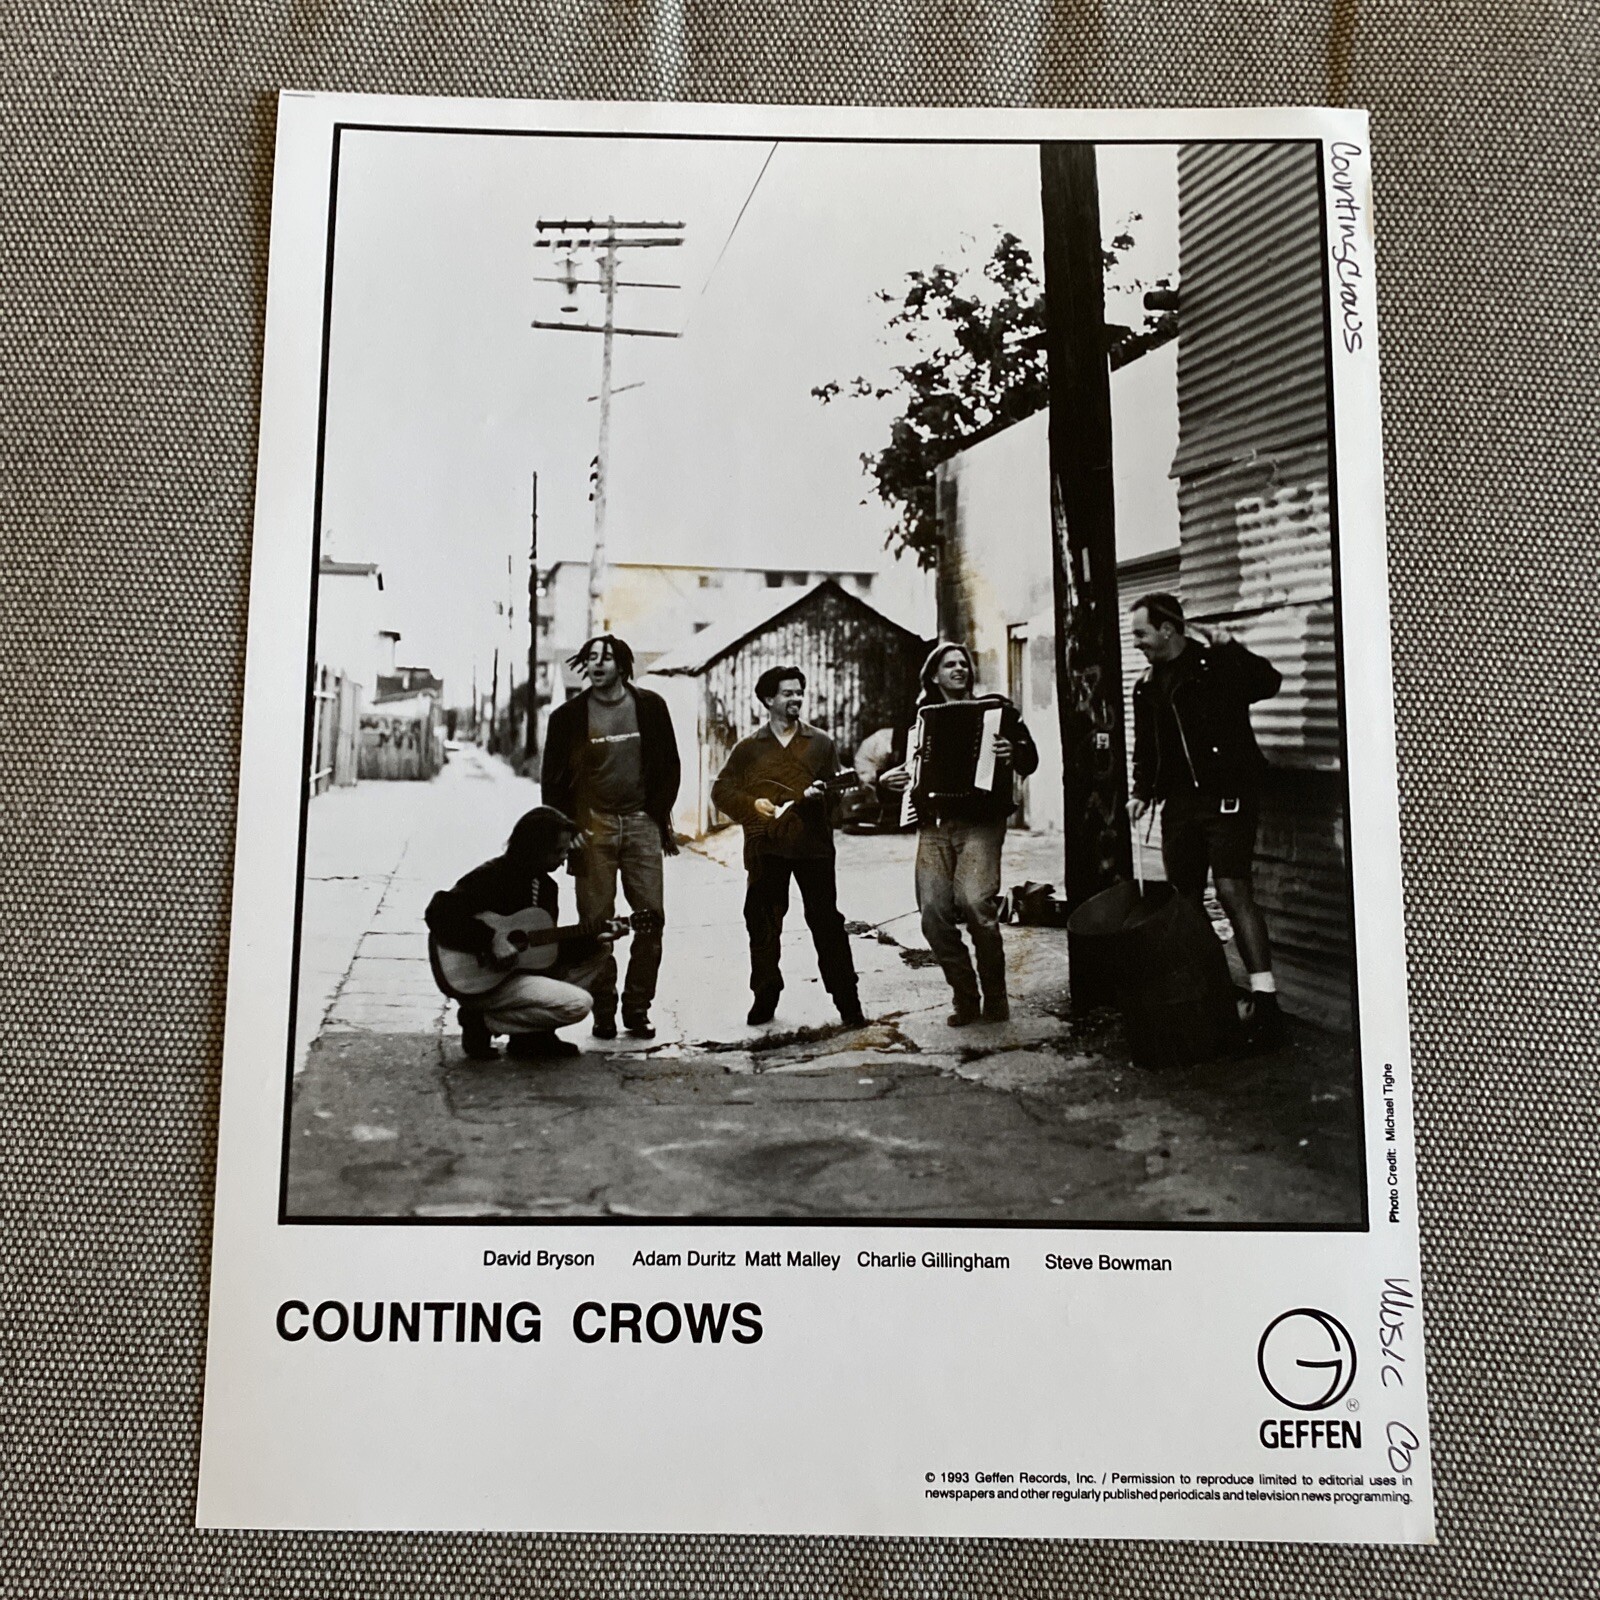 Counting Crows
David Bryson Adam Duritz Matt Malley Charlie Gillingham Steve Bowman
COUNTING CROWS
Photo Credit: Michael Tighe
Music
®
GEFFEN
© 1993 Geffen Records, Inc. / Permission to reproduce limited to editorial uses in
newspapers and other regularly published periodicals and television news programming.